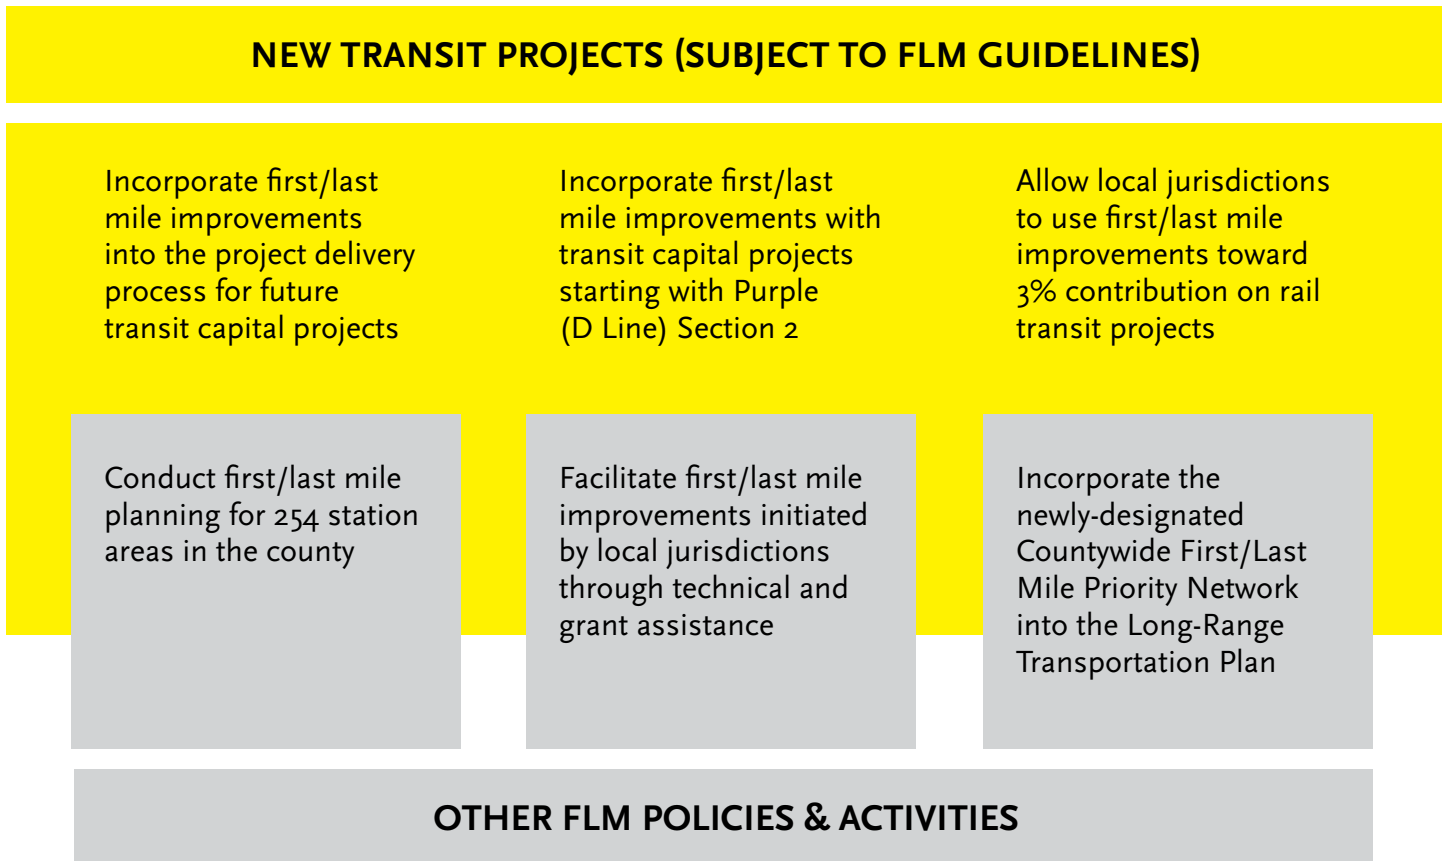 NEW TRANSIT PROJECTS (SUBJECT TO FLM GUIDELINES)
Incorporate first/last
mile improvements
into the project delivery
process for future
transit capital projects
Incorporate first/last
mile improvements with
transit capital projects
starting with Purple
(D Line) Section 2
Allow local jurisdictions
to use first/last mile
improvements toward
3% contribution on rail
transit projects
Conduct first/last mile
planning for 254 station
areas in the county
Facilitate first/last mile
improvements initiated
by local jurisdictions
through technical and
grant assistance
Incorporate the
newly-designated
Countywide First/Last
Mile Priority Network
into the Long-Range
Transportation Plan
OTHER FLM POLICIES & ACTIVITIES